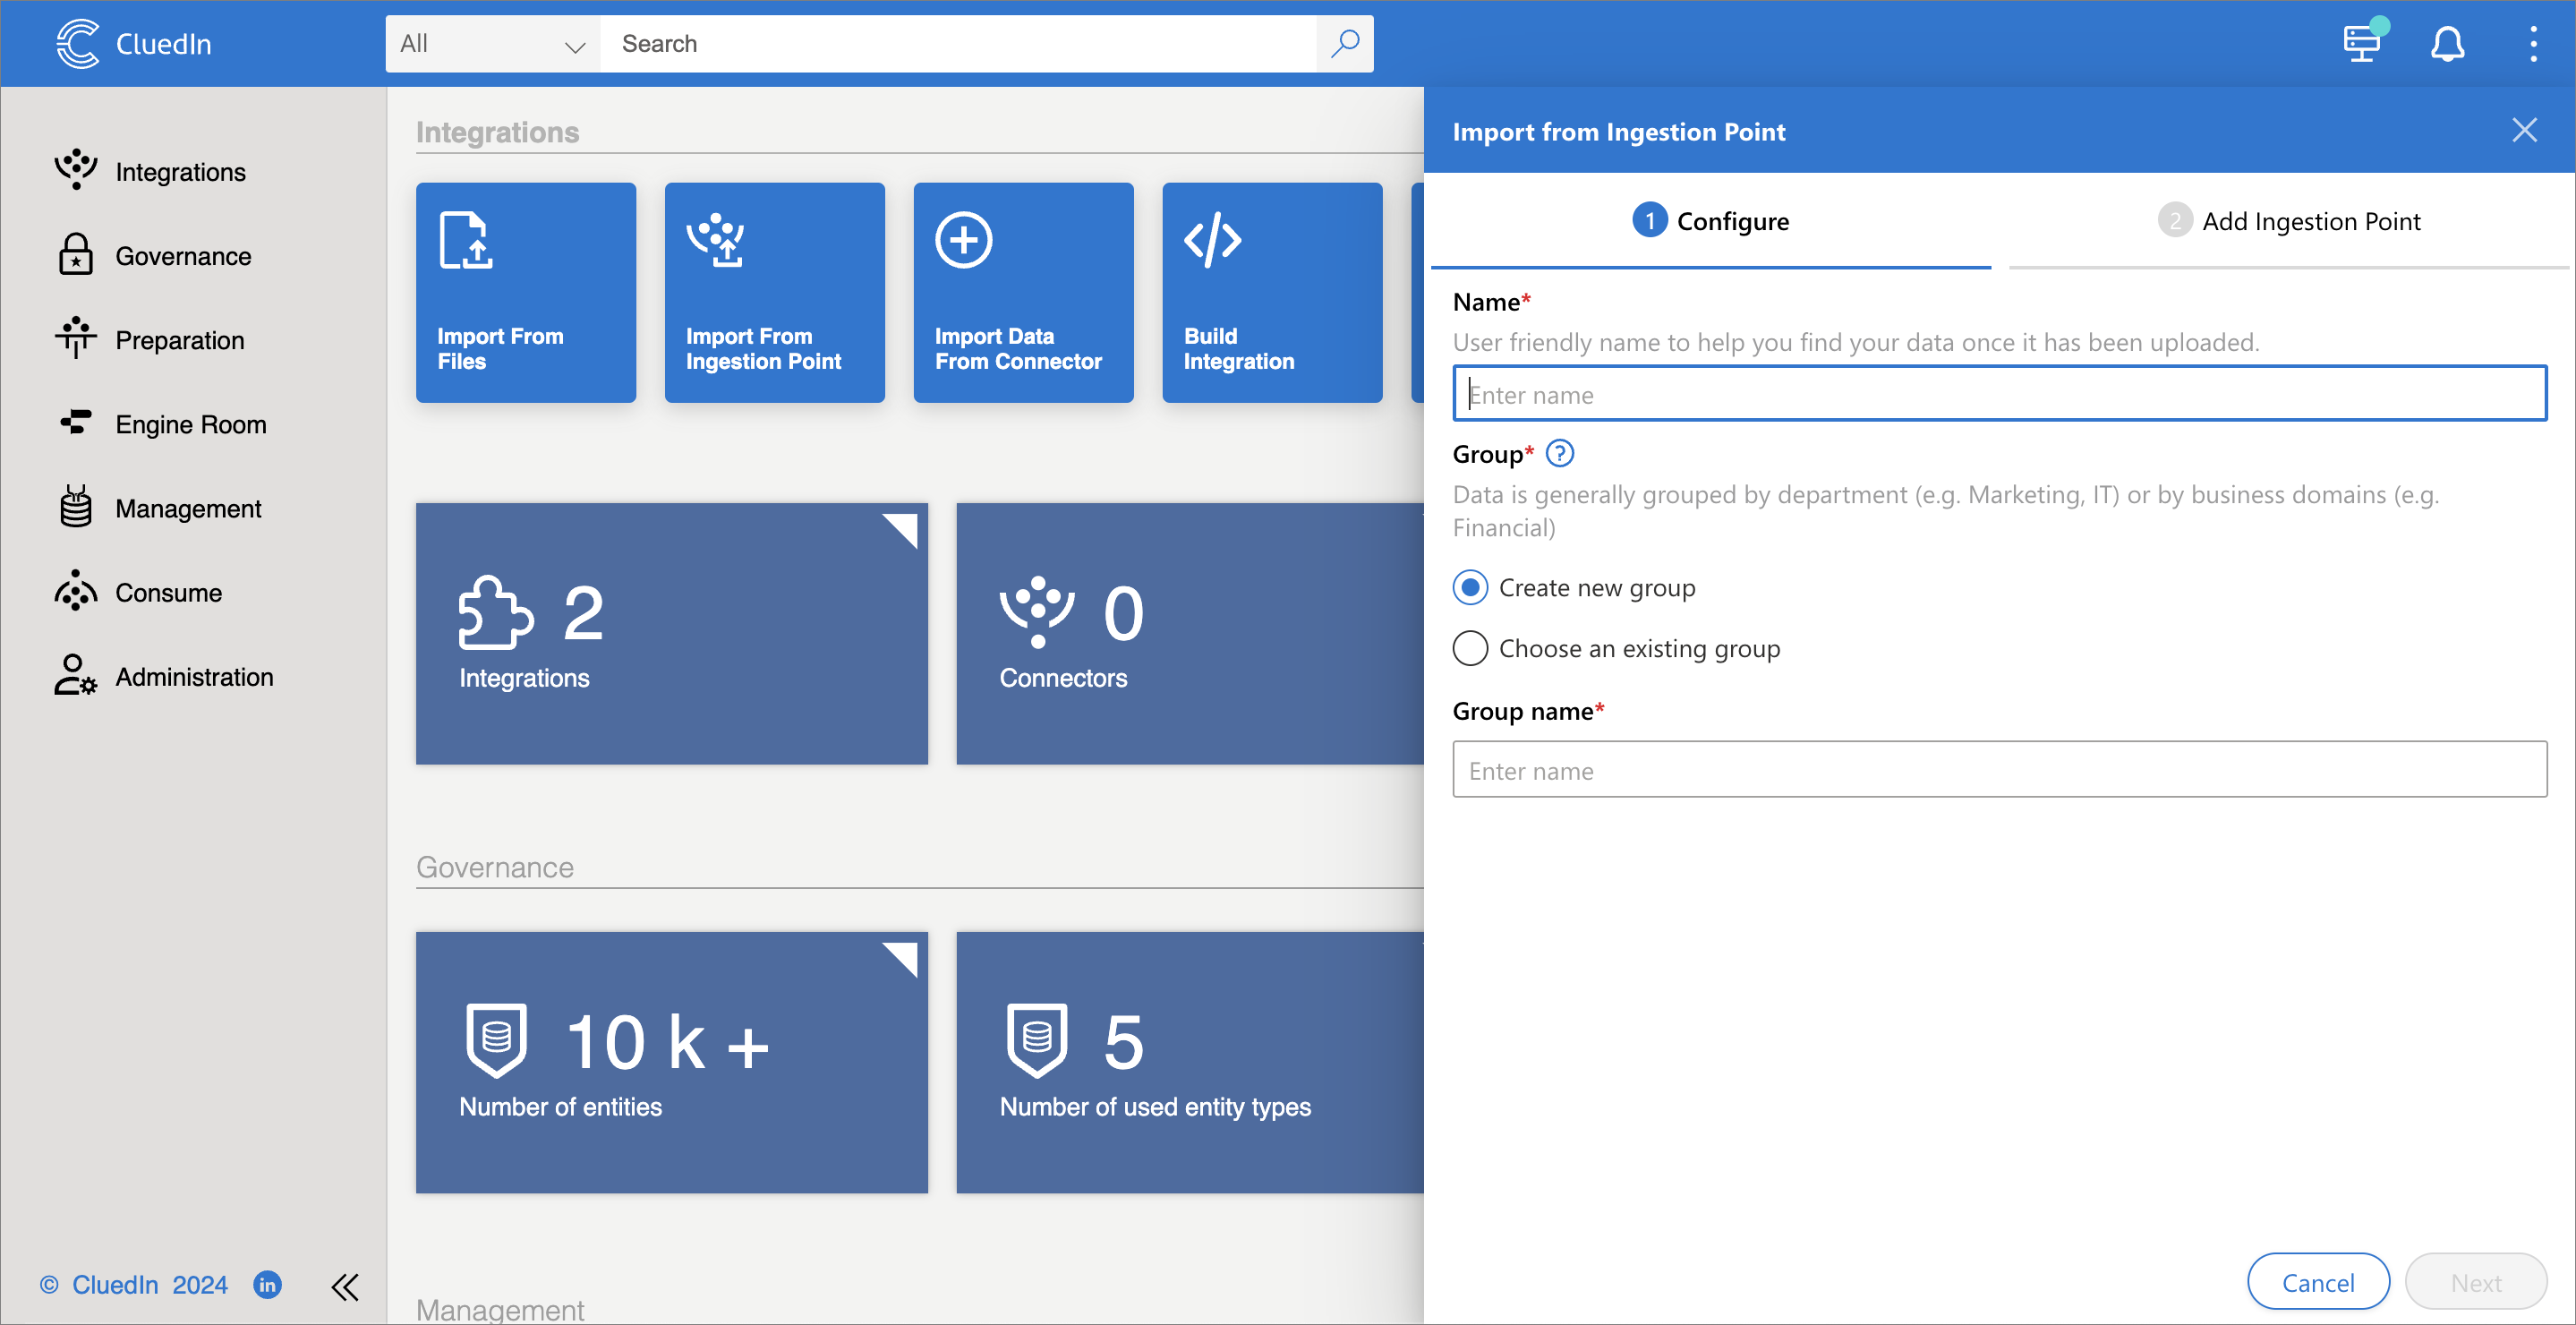 CluedIn
All
Search
Integrations
Governance
Preparation
Engine Room
Management
Consume
Administration
© CluedIn 2024
in
Integrations
Import From
Files
Import From
Ingestion Point
Import Data
From Connector
Build
Integration
2
Integrations
0
Connectors
Governance
10 k +
Number of entities
5
Number of used entity types
Management
Import from Ingestion Point
1 Configure
2 Add Ingestion Point
Name*
User friendly name to help you find your data once it has been uploaded.
Enter name
Group* ?
Data is generally grouped by department (e.g. Marketing, IT) or by business domains (e.g.
Financial)
Create new group
Choose an existing group
Group name*
Enter name
Cancel
Next